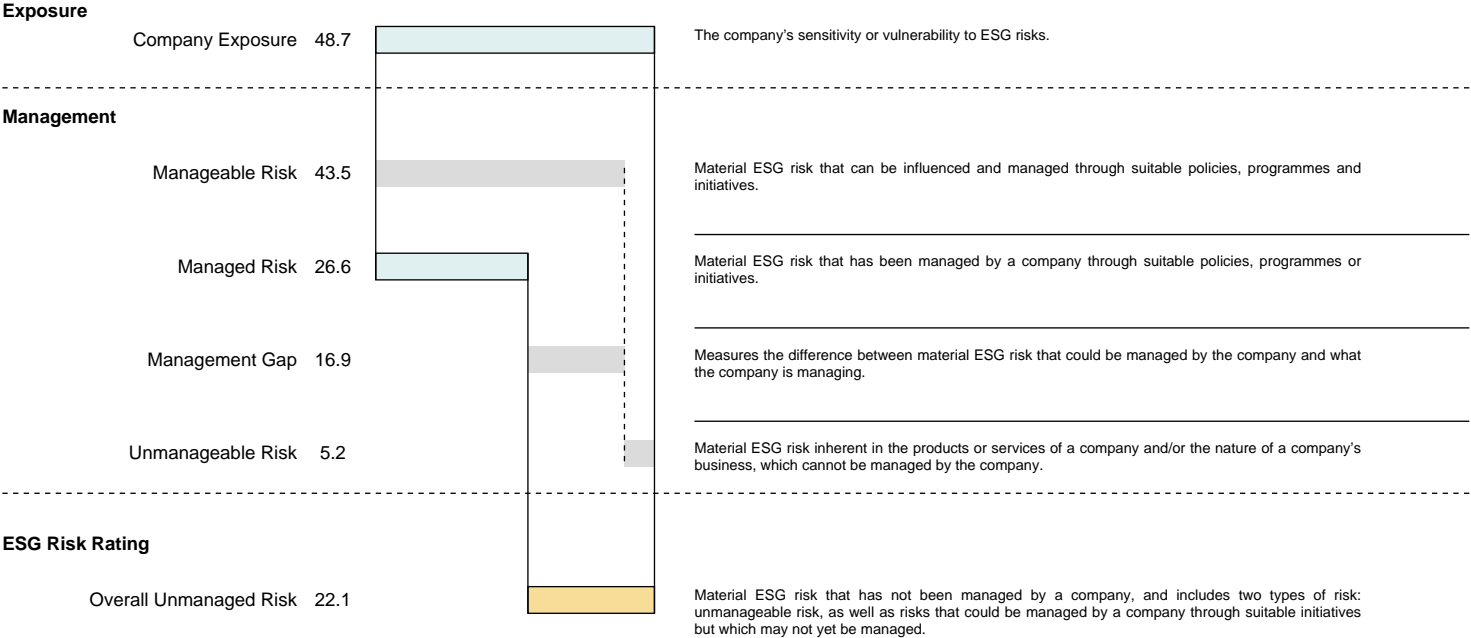 Exposure
Company Exposure 48.7
The company’s sensitivity or vulnerability to ESG risks.
Management
Manageable Risk 43.5
Material ESG risk that can be influenced and managed through suitable policies, programmes and
initiatives.
Managed Risk 26.6
Material ESG risk that has been managed by a company through suitable policies, programmes or
initiatives.
Management Gap 16.9
Measures the difference between material ESG risk that could be managed by the company and what
the company is managing.
Unmanageable Risk 5.2
Material ESG risk inherent in the products or services of a company and/or the nature of a company’s
business, which cannot be managed by the company.
ESG Risk Rating
Overall Unmanaged Risk 22.1
Material ESG risk that has not been managed by a company, and includes two types of risk:
unmanageable risk, as well as risks that could be managed by a company through suitable initiatives
but which may not yet be managed.